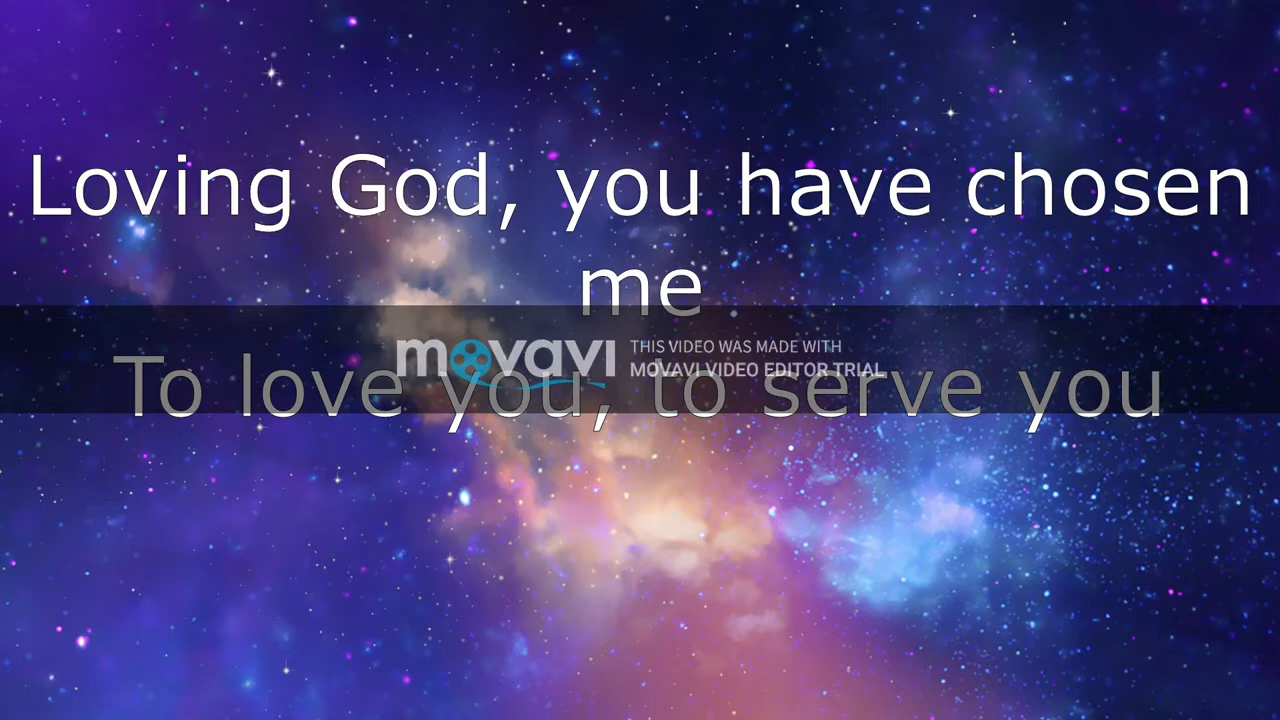 Loving God, you have chosen
me
movavi
THIS VIDEO WAS MADE WITH
MOVAVI VIDEO EDITOR TRIAL
To love you, to serve you